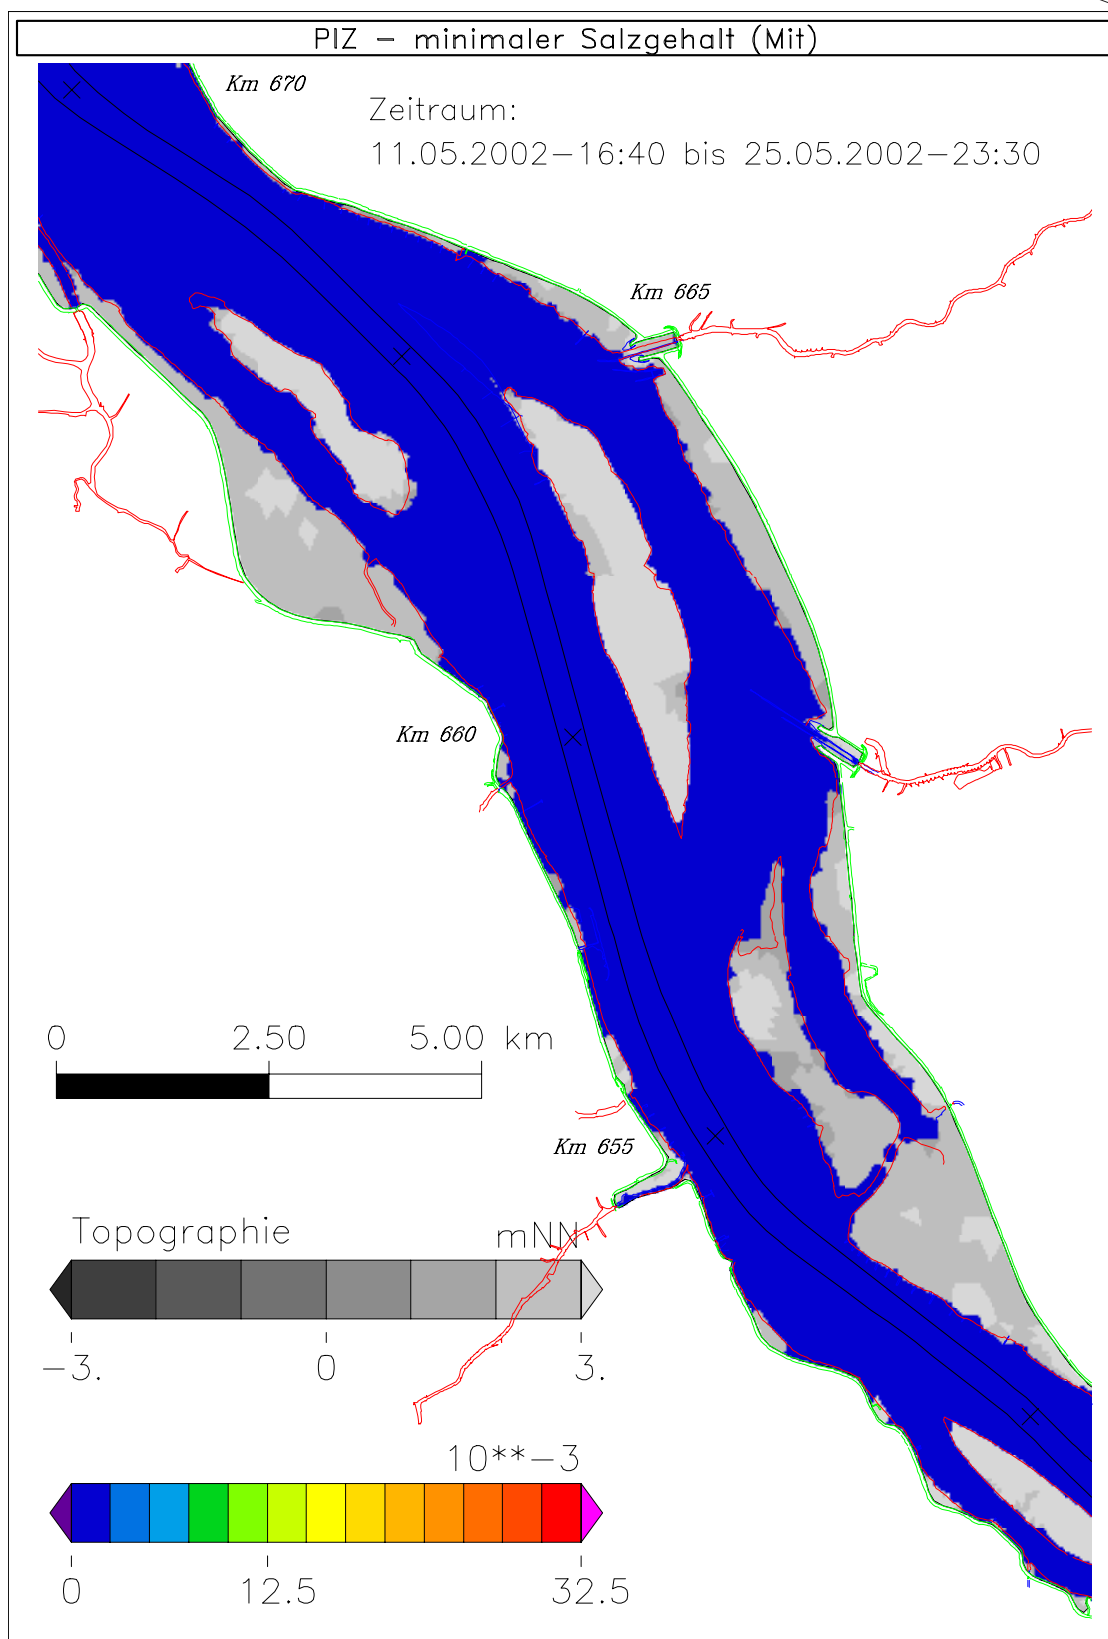 PIZ - minimaler Salzgehalt (Mit)
Km 670
Zeitraum:
11.05.2002-16:40 bis 25.05.2002-23:30
Km 665
Km 660
0 2.50 5.00 km
Km 655
Topographie mNN
-3. 0 3.
10**-3
0 12.5 32.5